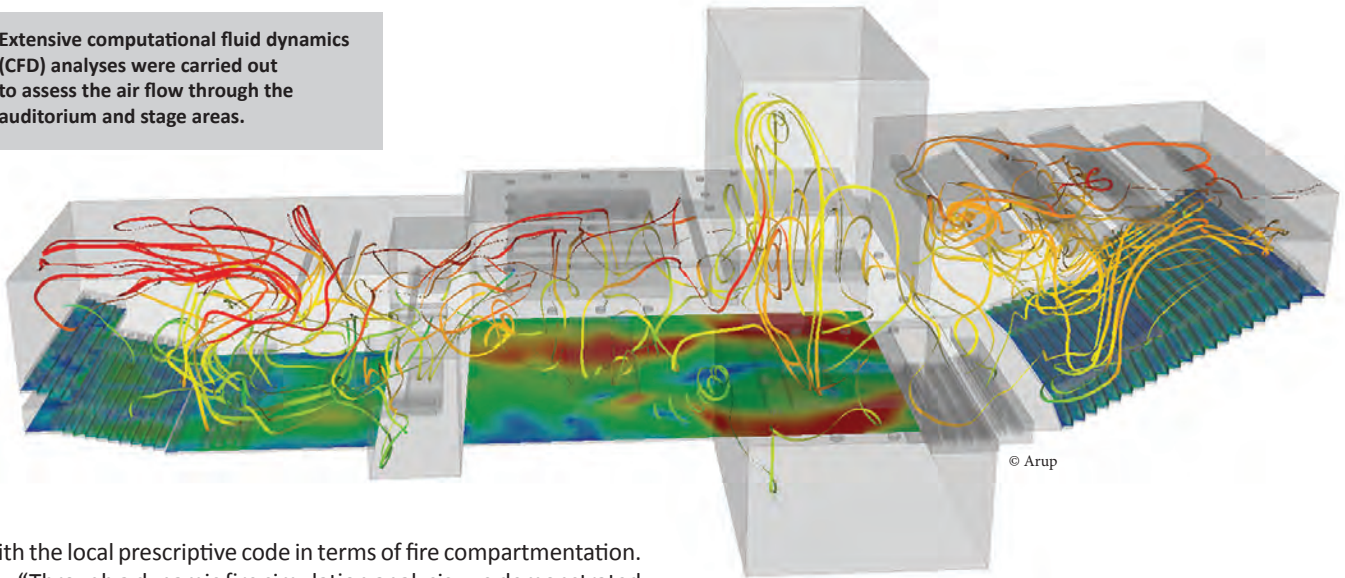 Extensive computational fluid dynamics
(CFD) analyses were carried out
to assess the air flow through the
auditorium and stage areas.
© Arup
with the local prescriptive code in terms of fire compartmentation.